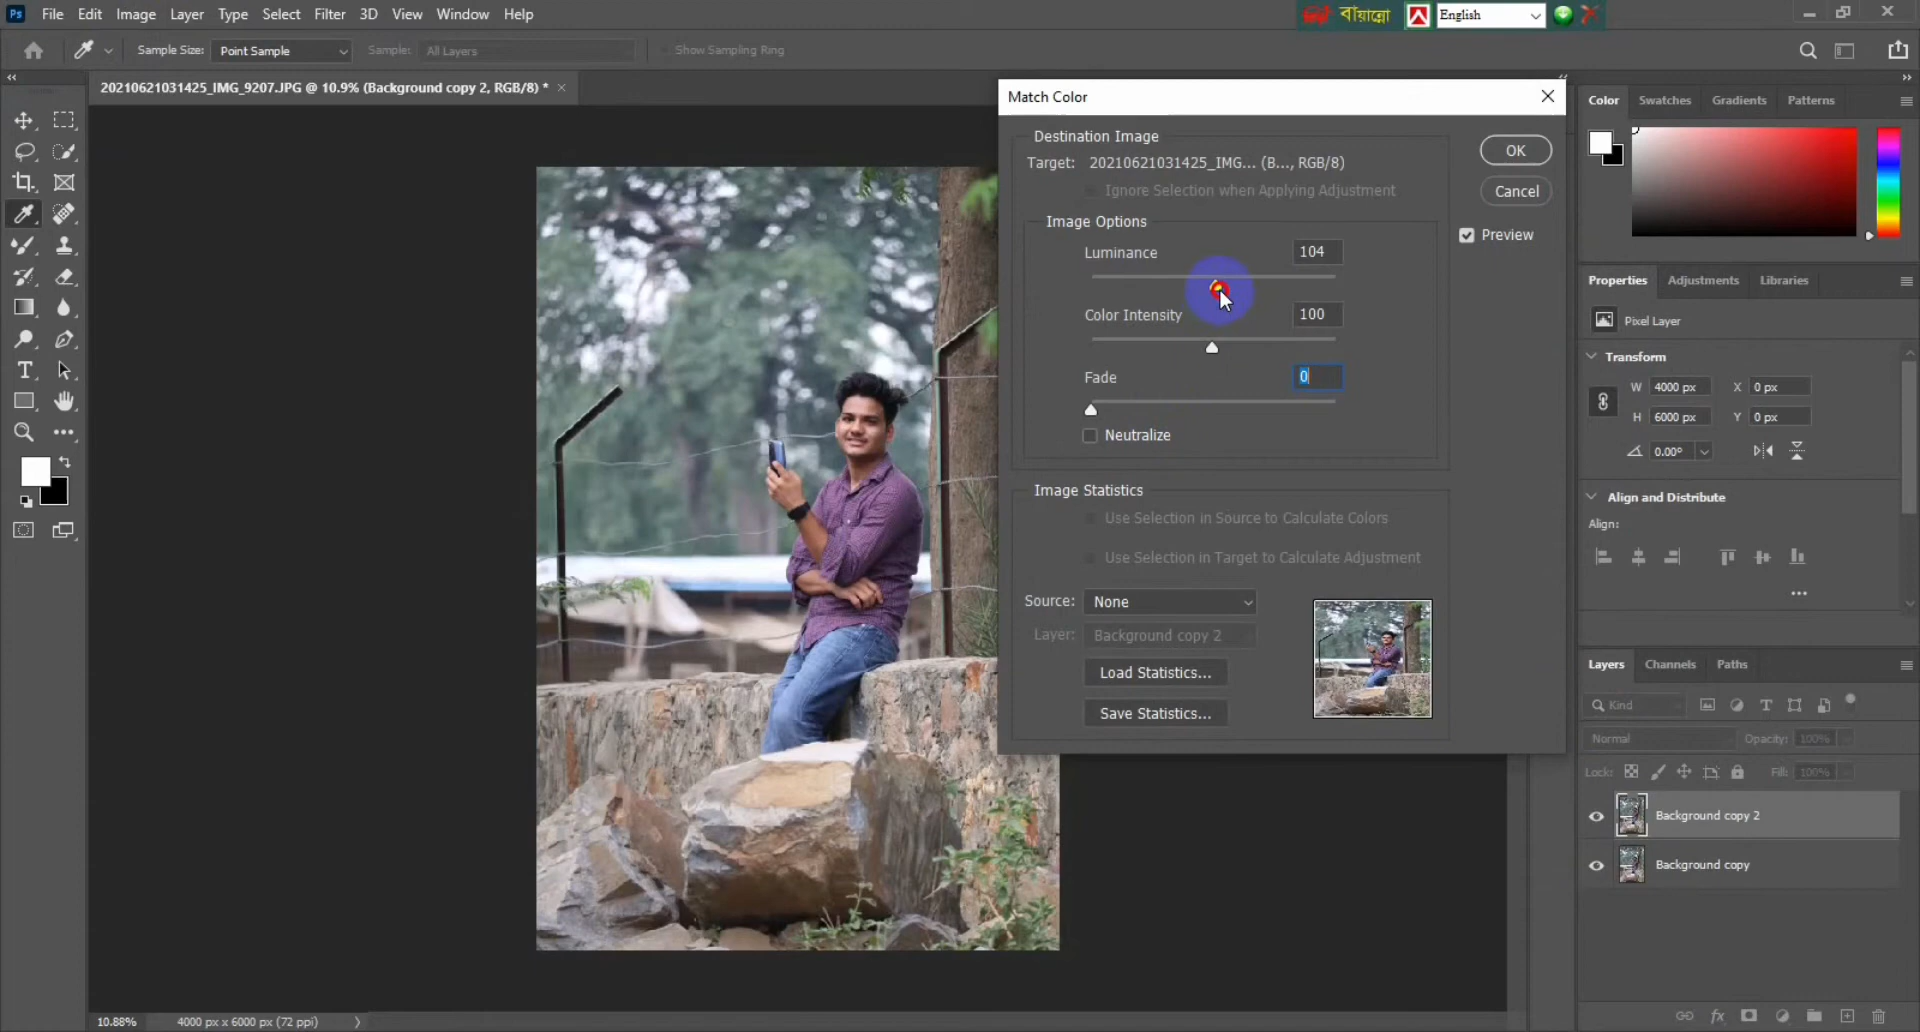 Ps File Edit Image Layer Type Select Filter 3D View Window Help
বায়ান্নো English
Sample Size: Point Sample Sample: All Layers Show Sampling Ring
20210621031425_IMG_9207.JPG @ 10.9% (Background copy 2, RGB/8) *
Match Color
Destination Image
Target: 20210621031425_IMG... (B..., RGB/8)
Ignore Selection when Applying Adjustment
OK
Cancel
Preview
Image Options
Luminance 104
Color Intensity 100
Fade 0
Neutralize
Image Statistics
Use Selection in Source to Calculate Colors
Use Selection in Target to Calculate Adjustment
Source: None
Layer: Background copy 2
Load Statistics...
Save Statistics...
Color Swatches Gradients Patterns
Properties Adjustments Libraries
Pixel Layer
Transform
W 4000 px X 0 px
H 6000 px Y 0 px
0.00°
Align and Distribute
Align:
Layers Channels Paths
Kind
Normal Opacity: 100%
Lock: Fill: 100%
Background copy 2
Background copy
10.88% 4000 px x 6000 px (72 ppi)